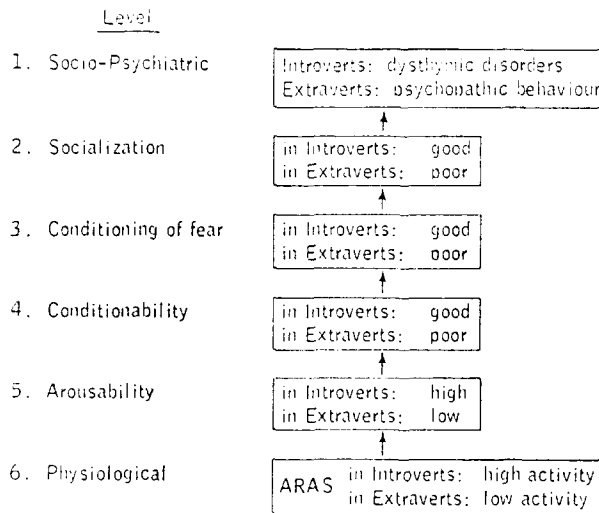 Level
1. Socio-Psychiatric
Introverts: dysthymic disorders
Extraverts: psychopathic behaviour
2. Socialization
in Introverts: good
in Extraverts: poor
3. Conditioning of fear
in Introverts: good
in Extraverts: poor
4. Conditionability
in Introverts: good
in Extraverts: poor
5. Arousability
in Introverts: high
in Extraverts: low
6. Physiological
ARAS
in Introverts: high activity
in Extraverts: low activity